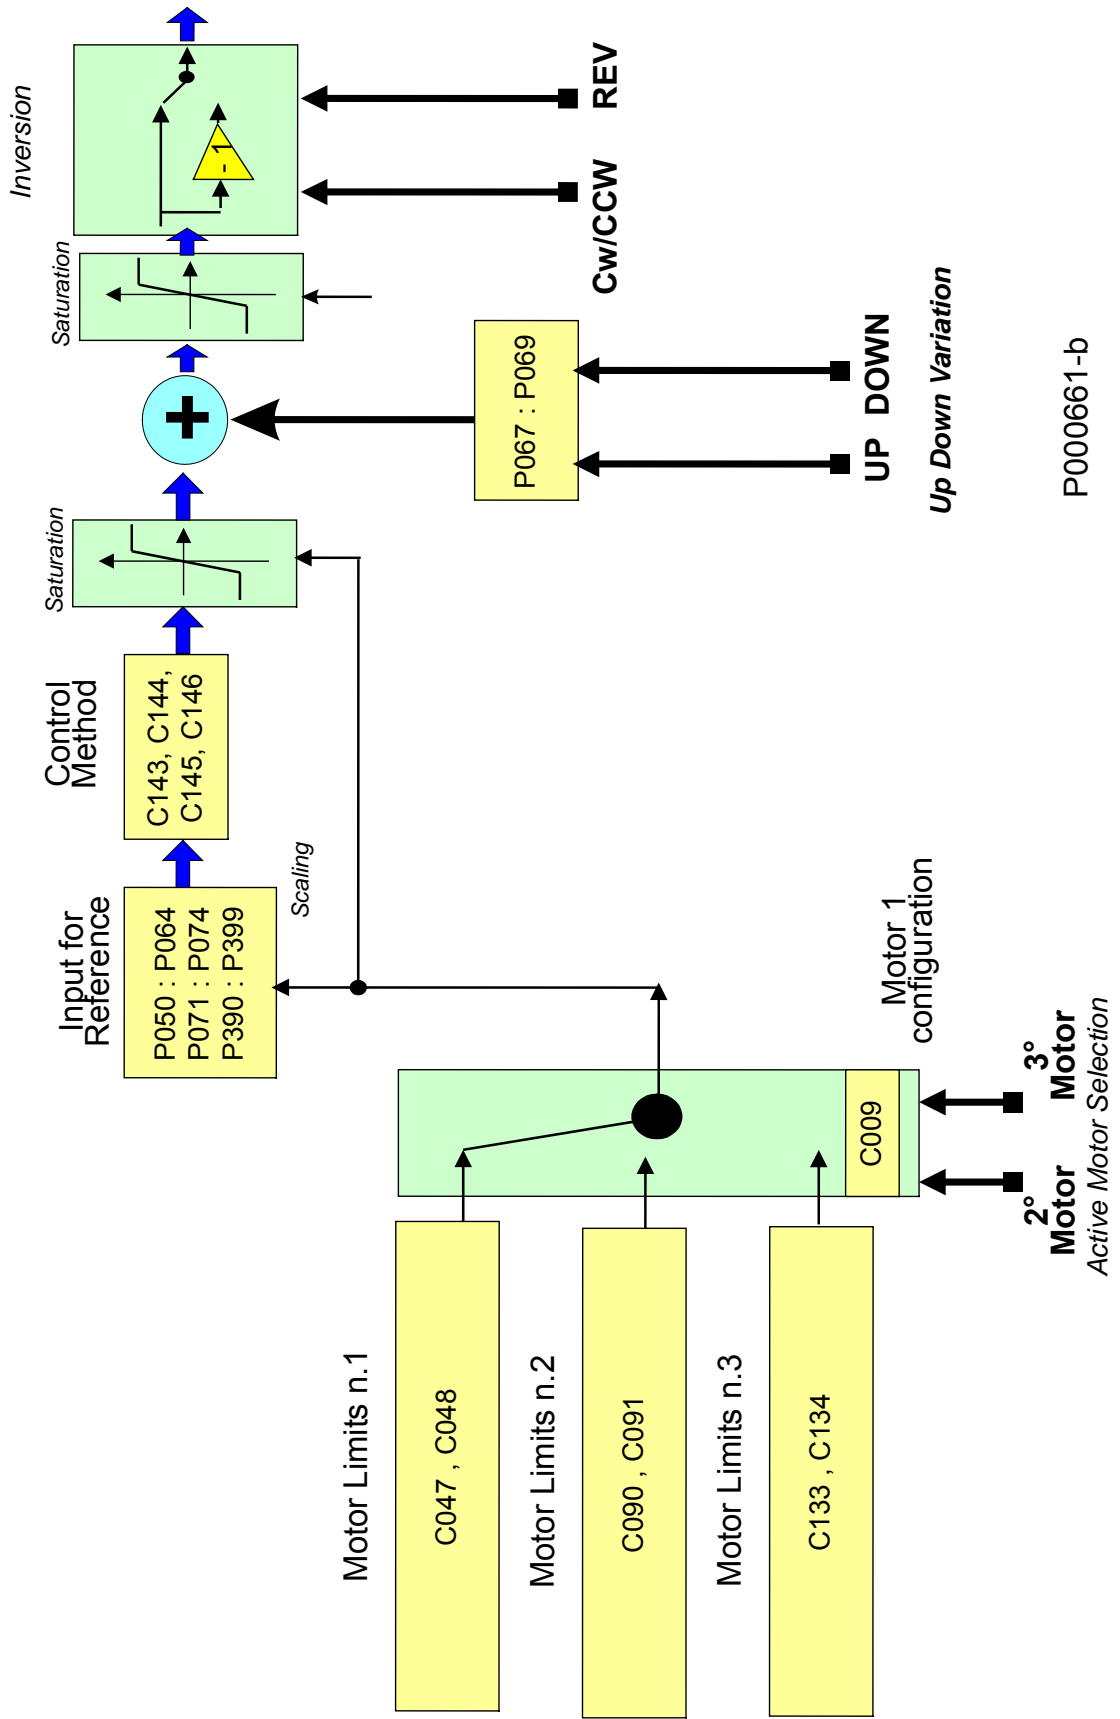 Input for
Reference
P050 : P064
P071 : P074
P390 : P399
Control
Method
C143, C144,
C145, C146
Saturation
+
Saturation
Inversion
- 1
Scaling
P067 : P069
UP DOWN
Up Down Variation
Cw/CCW
REV
Motor Limits n.1
C047 , C048
Motor Limits n.2
C090 , C091
Motor Limits n.3
C133 , C134
C009
Motor 1
configuration
2°
Motor
3°
Motor
Active Motor Selection
P000661-b